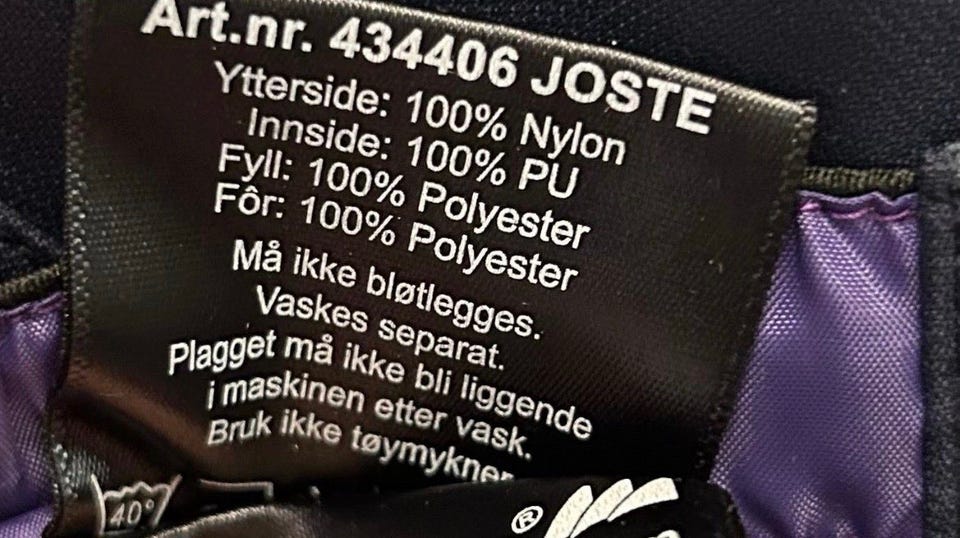 Art.nr. 434406 JOSTE
Ytterside: 100% Nylon
Innside: 100% PU
Fyll: 100% Polyester
Fôr: 100% Polyester
Må ikke bløtlegges.
Vaskes separat.
Plagget må ikke bli liggende
i maskinen etter vask.
Bruk ikke tøymykner
40°
®